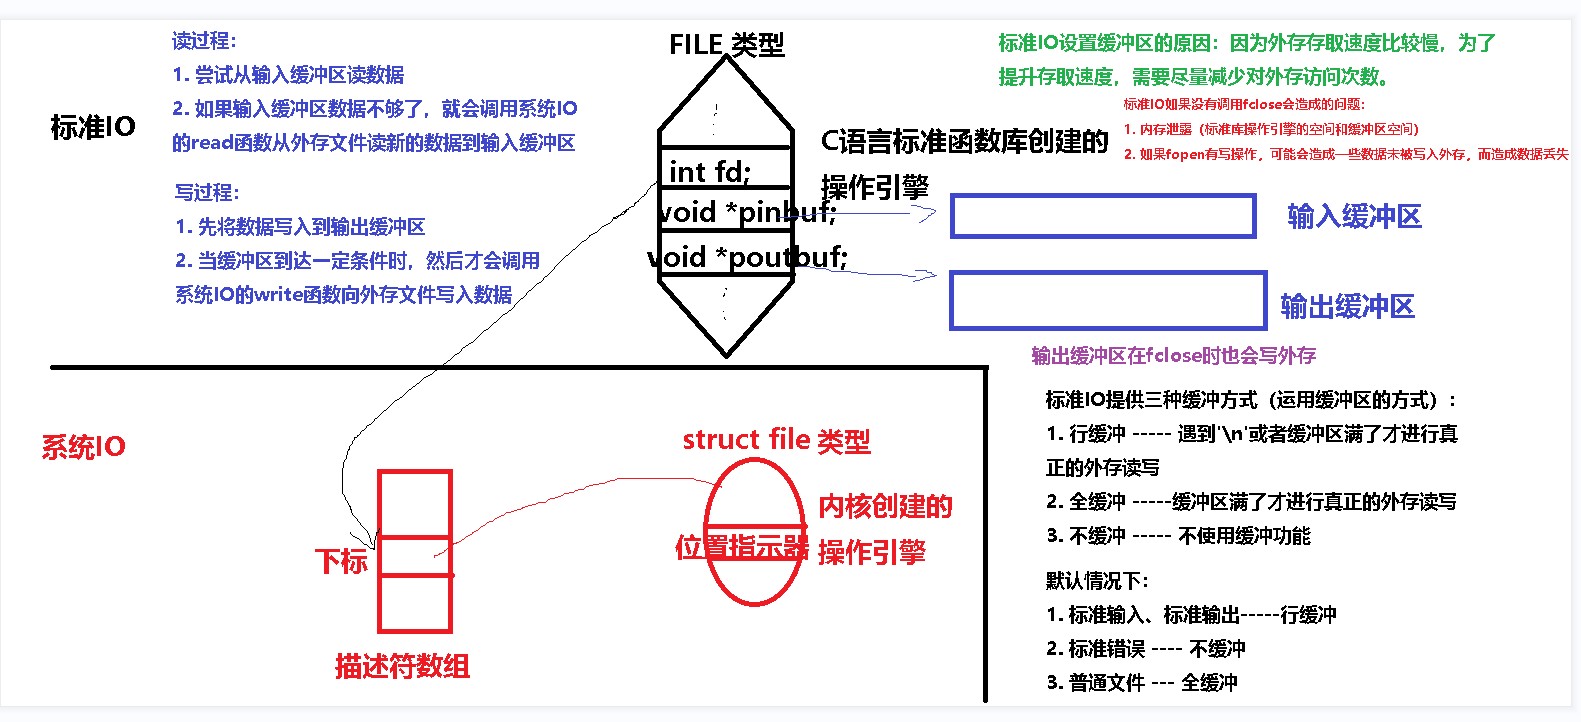 读过程：
1. 尝试从输入缓冲区读数据
2. 如果输入缓冲区数据不够了，就会调用系统IO
的read函数从外存文件读新的数据到输入缓冲区
标准IO
写过程：
1. 先将数据写入到输出缓冲区
2. 当缓冲区到达一定条件时，然后才会调用
系统IO的write函数向外存文件写入数据
FILE 类型
int fd;
void *pinbuf;
void *poutbuf;
C语言标准函数库创建的
操作引擎
标准IO设置缓冲区的原因：因为外存存取速度比较慢，为了
提升存取速度，需要尽量减少对外存访问次数。
标准IO如果没有调用fclose会造成的问题：
1. 内存泄露（标准库操作引擎的空间和缓冲区空间）
2. 如果fopen有写操作，可能会造成一些数据未被写入外存，而造成数据丢失
输入缓冲区
输出缓冲区
输出缓冲区在fclose时也会写外存
系统IO
下标
描述符数组
struct file 类型
位置指示器
内核创建的
操作引擎
标准IO提供三种缓冲方式（运用缓冲区的方式）：
1. 行缓冲 ----- 遇到'\n'或者缓冲区满了才进行真
正的外存读写
2. 全缓冲 -----缓冲区满了才进行真正的外存读写
3. 不缓冲 ----- 不使用缓冲功能
默认情况下：
1. 标准输入、标准输出-----行缓冲
2. 标准错误 ---- 不缓冲
3. 普通文件 --- 全缓冲